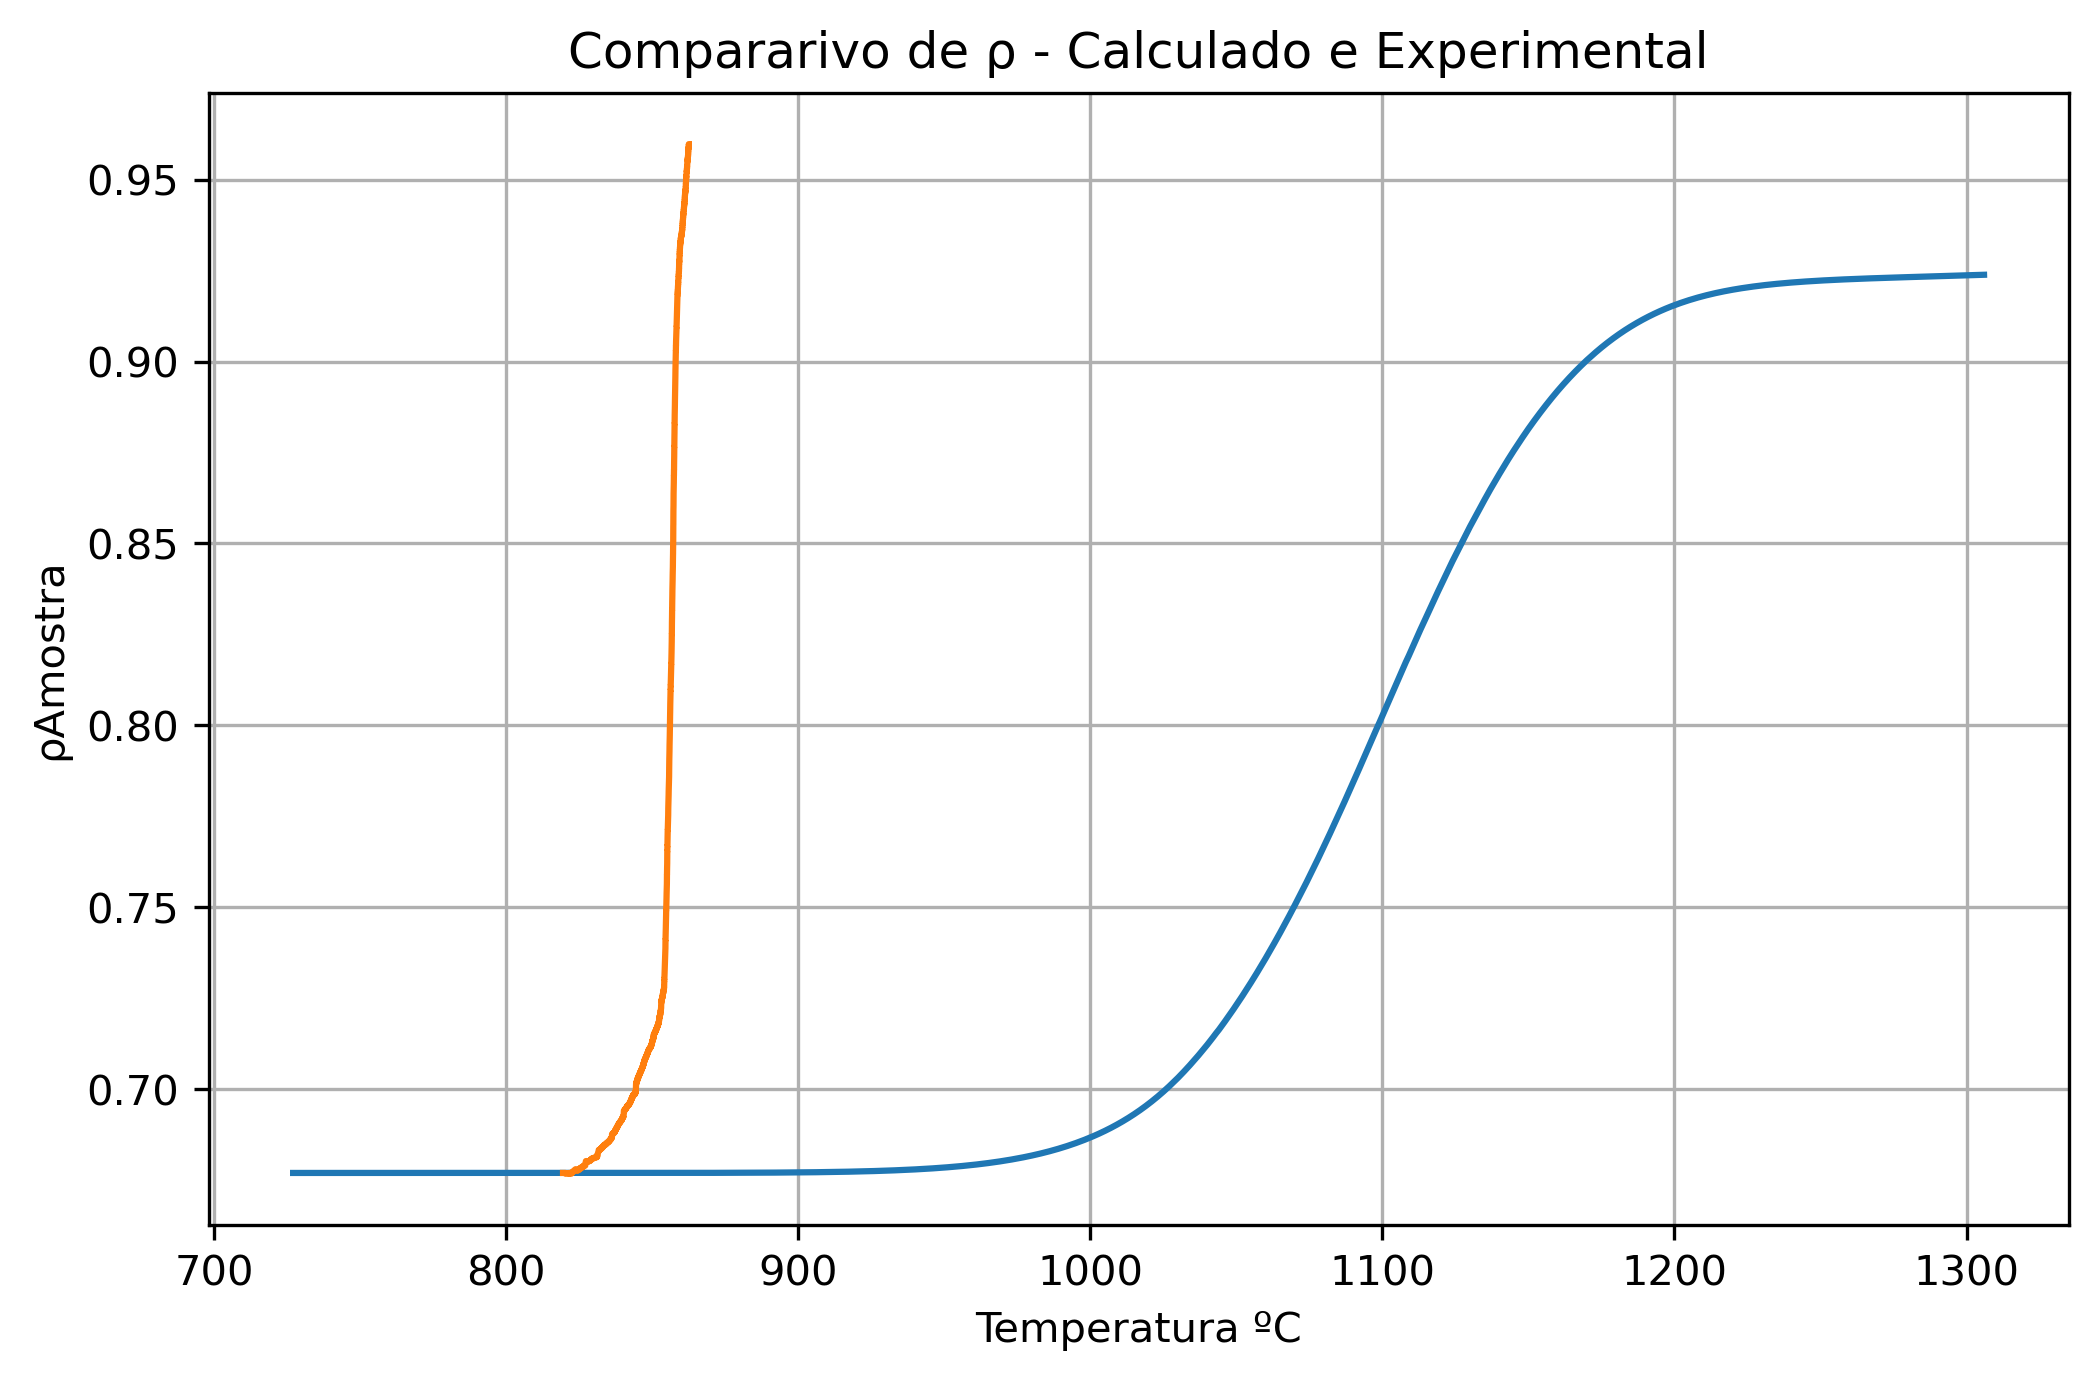 Compararivo de ρ - Calculado e Experimental
ρAmostra
0.95
0.90
0.85
0.80
0.75
0.70
700 800 900 1000 1100 1200 1300
Temperatura ºC